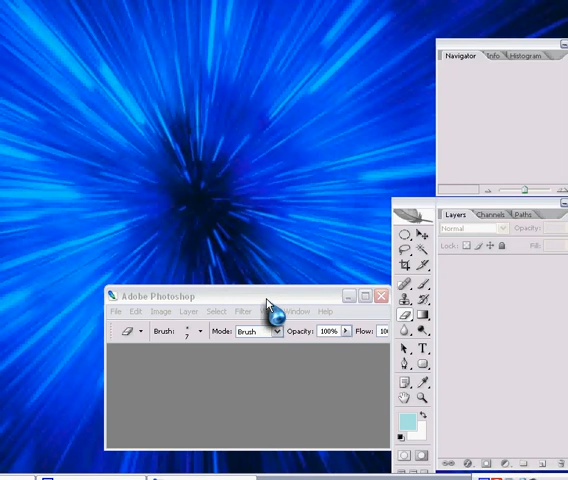 Navigator Info Histogram
Layers Channels Paths
Normal Opacity:
Lock: Fill:
Adobe Photoshop
File Edit Image Layer Select Filter Window Help
Brush: 7 Mode: Brush Opacity: 100% Flow:
T